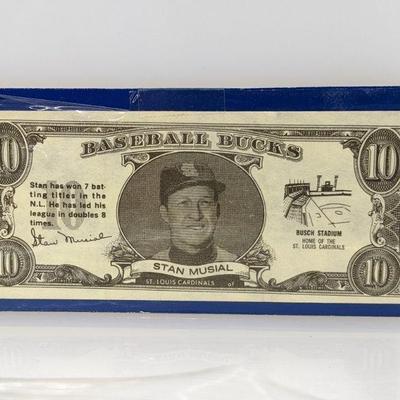 BASEBALL BUCKS
10
10
Stan has won 7 bat-
ting titles in the
N.L. He has led his
league in doubles 8
times.
10
Stan Musial
BUSCH STADIUM
HOME OF THE
ST. LOUIS CARDINALS
STAN MUSIAL
ST. LOUIS CARDINALS of
10
10